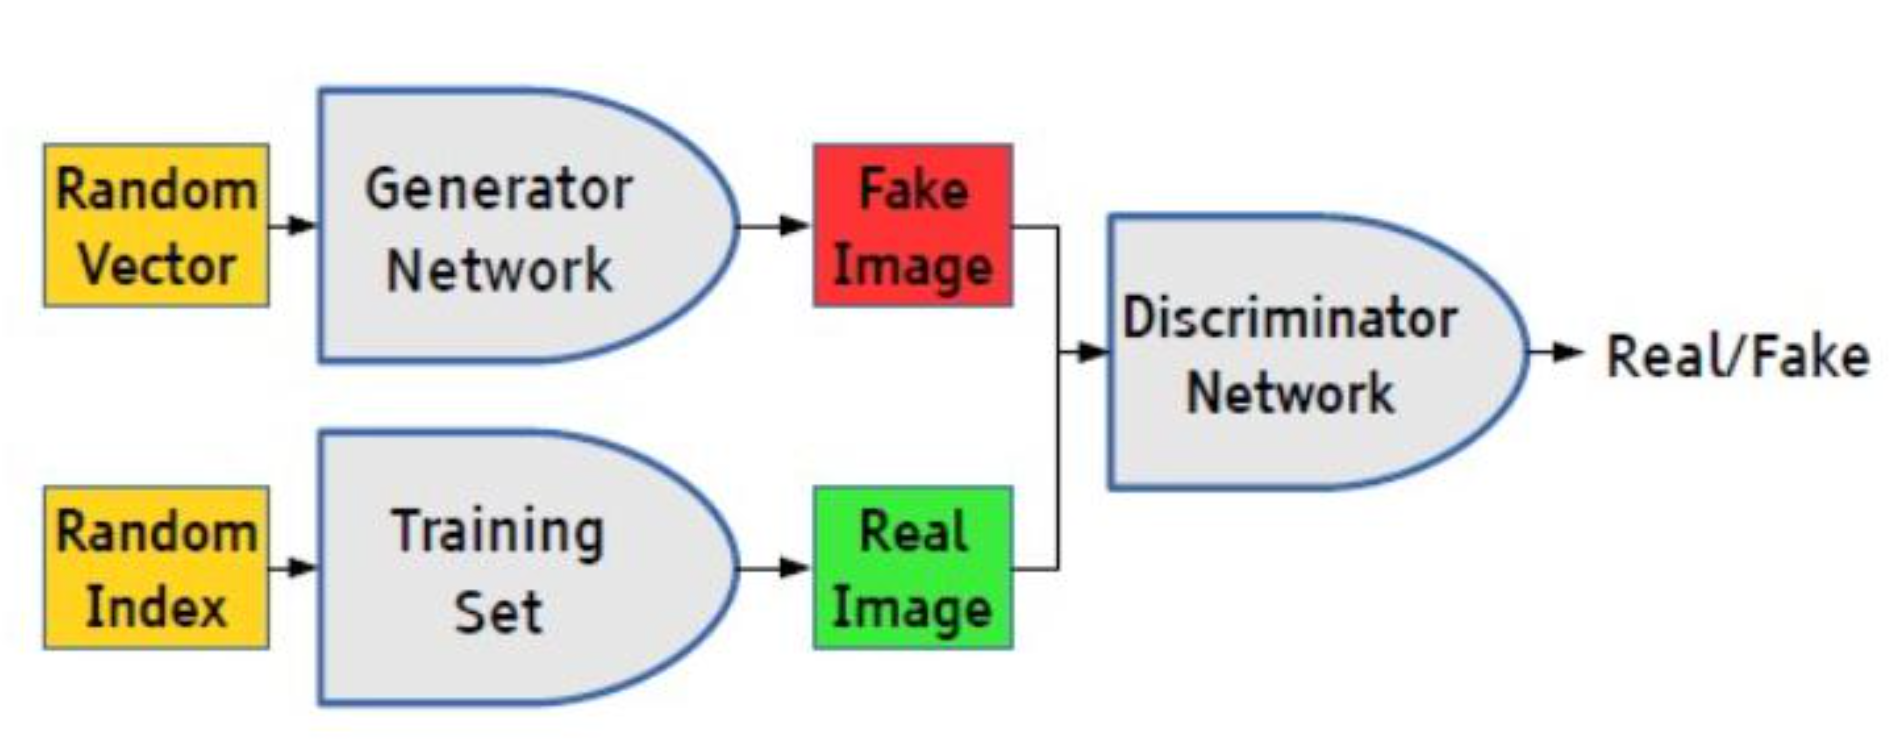 Random
Vector
Generator
Network
Fake
Image
Random
Index
Training
Set
Real
Image
Discriminator
Network
Real/Fake